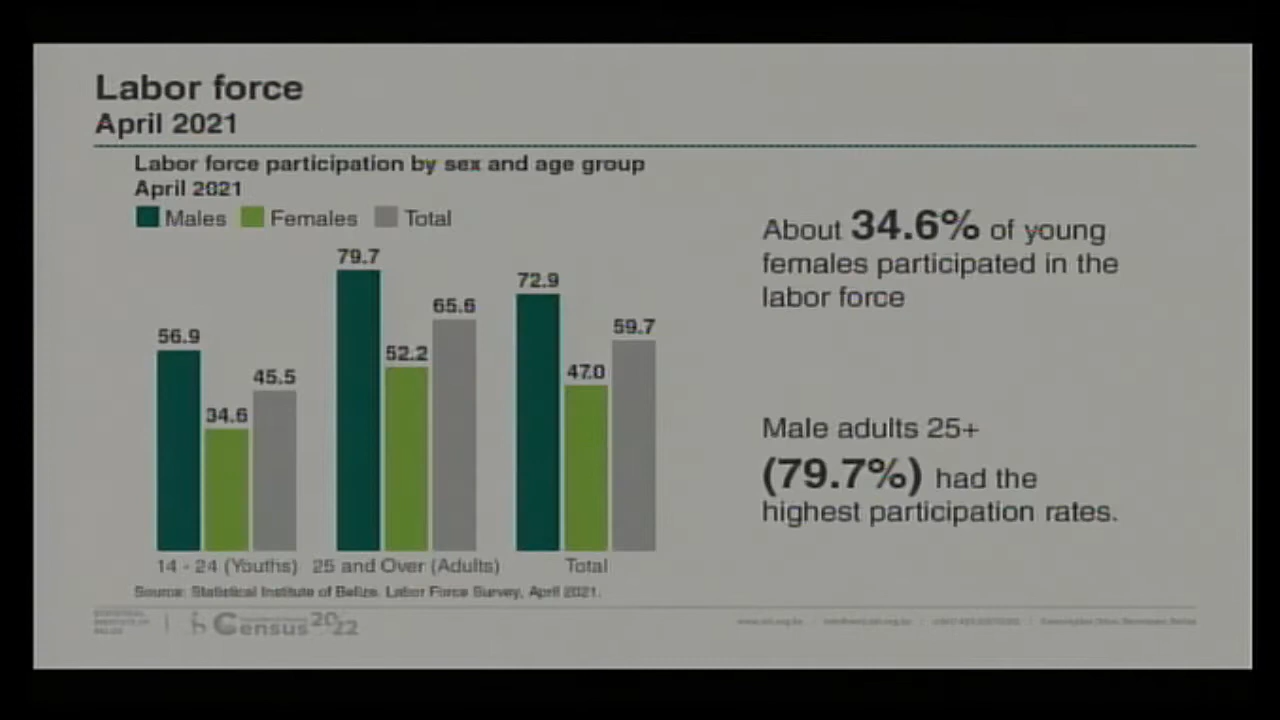 Labor force
April 2021
Labor force participation by sex and age group
April 2021
Males Females Total
79.7
72.9
65.6
59.7
56.9
52.2
47.0
45.5
34.6
14 - 24 (Youths) 25 and Over (Adults) Total
Source: Statistical Institute of Belize. Labor Force Survey, April 2021.
About 34.6% of young
females participated in the
labor force
Male adults 25+
(79.7%) had the
highest participation rates.
Census 2022